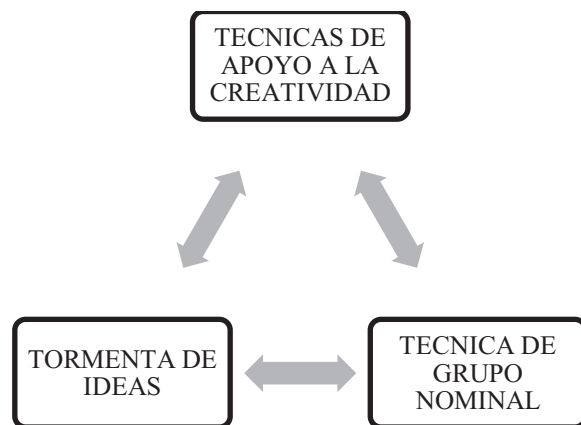 TECNICAS DE
APOYO A LA
CREATIVIDAD
TORMENTA DE
IDEAS
TECNICA DE
GRUPO
NOMINAL